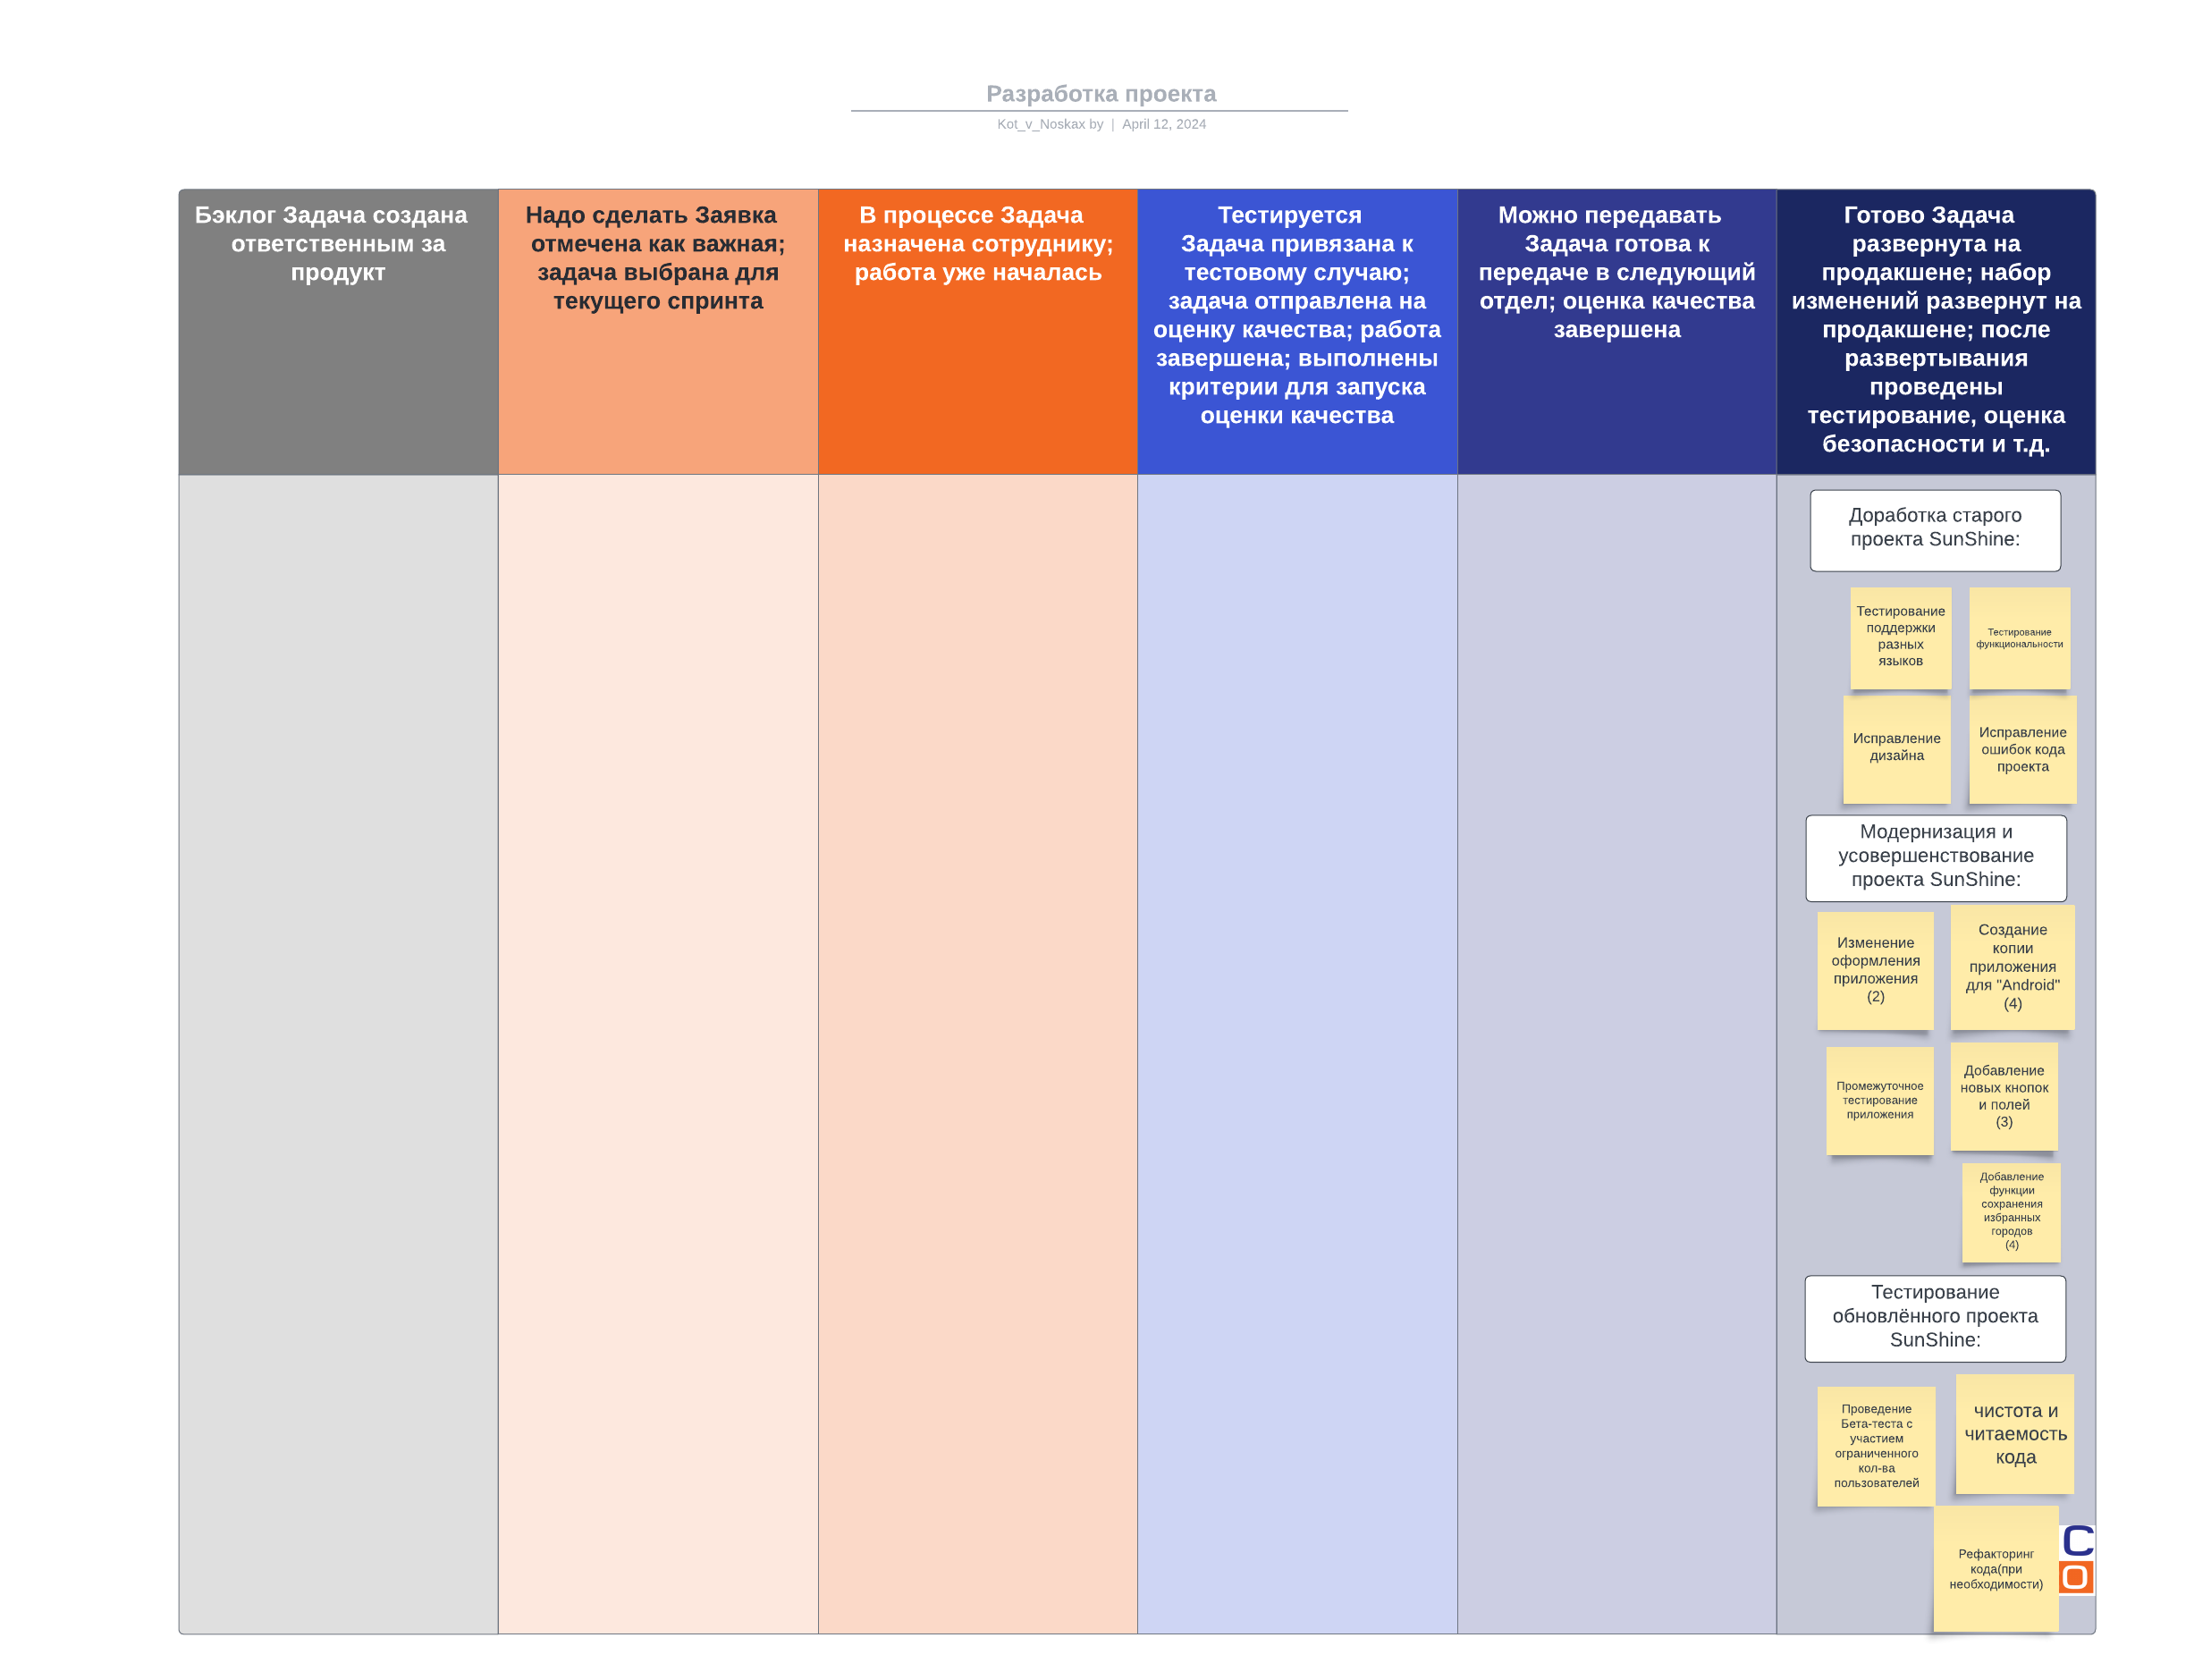 Разработка проекта
Kot_v_Noskax by | April 12, 2024
Бэклог Задача создана
ответственным за
продукт
Надо сделать Заявка
отмечена как важная;
задача выбрана для
текущего спринта
В процессе Задача
назначена сотруднику;
работа уже началась
Тестируется
Задача привязана к
тестовому случаю;
задача отправлена на
оценку качества; работа
завершена; выполнены
критерии для запуска
оценки качества
Можно передавать
Задача готова к
передаче в следующий
отдел; оценка качества
завершена
Готово Задача
развернута на
продакшене; набор
изменений развернут на
продакшене; после
развертывания
проведены
тестирование, оценка
безопасности и т.д.
Доработка старого
проекта SunShine:
Тестирование
поддержки
разных
языков
Тестирование
функциональности
Исправление
дизайна
Исправление
ошибок кода
проекта
Модернизация и
усовершенствование
проекта SunShine:
Изменение
оформления
приложения
(2)
Создание
копии
приложения
для "Android"
(4)
Промежуточное
тестирование
приложения
Добавление
новых кнопок
и полей
(3)
Добавление
функции
сохранения
избранных
городов
(4)
Тестирование
обновлённого проекта
SunShine:
Проведение
Бета-теста с
участием
ограниченного
кол-ва
пользователей
чистота и
читаемость
кода
Рефакторинг
кода(при
необходимости)
C
O